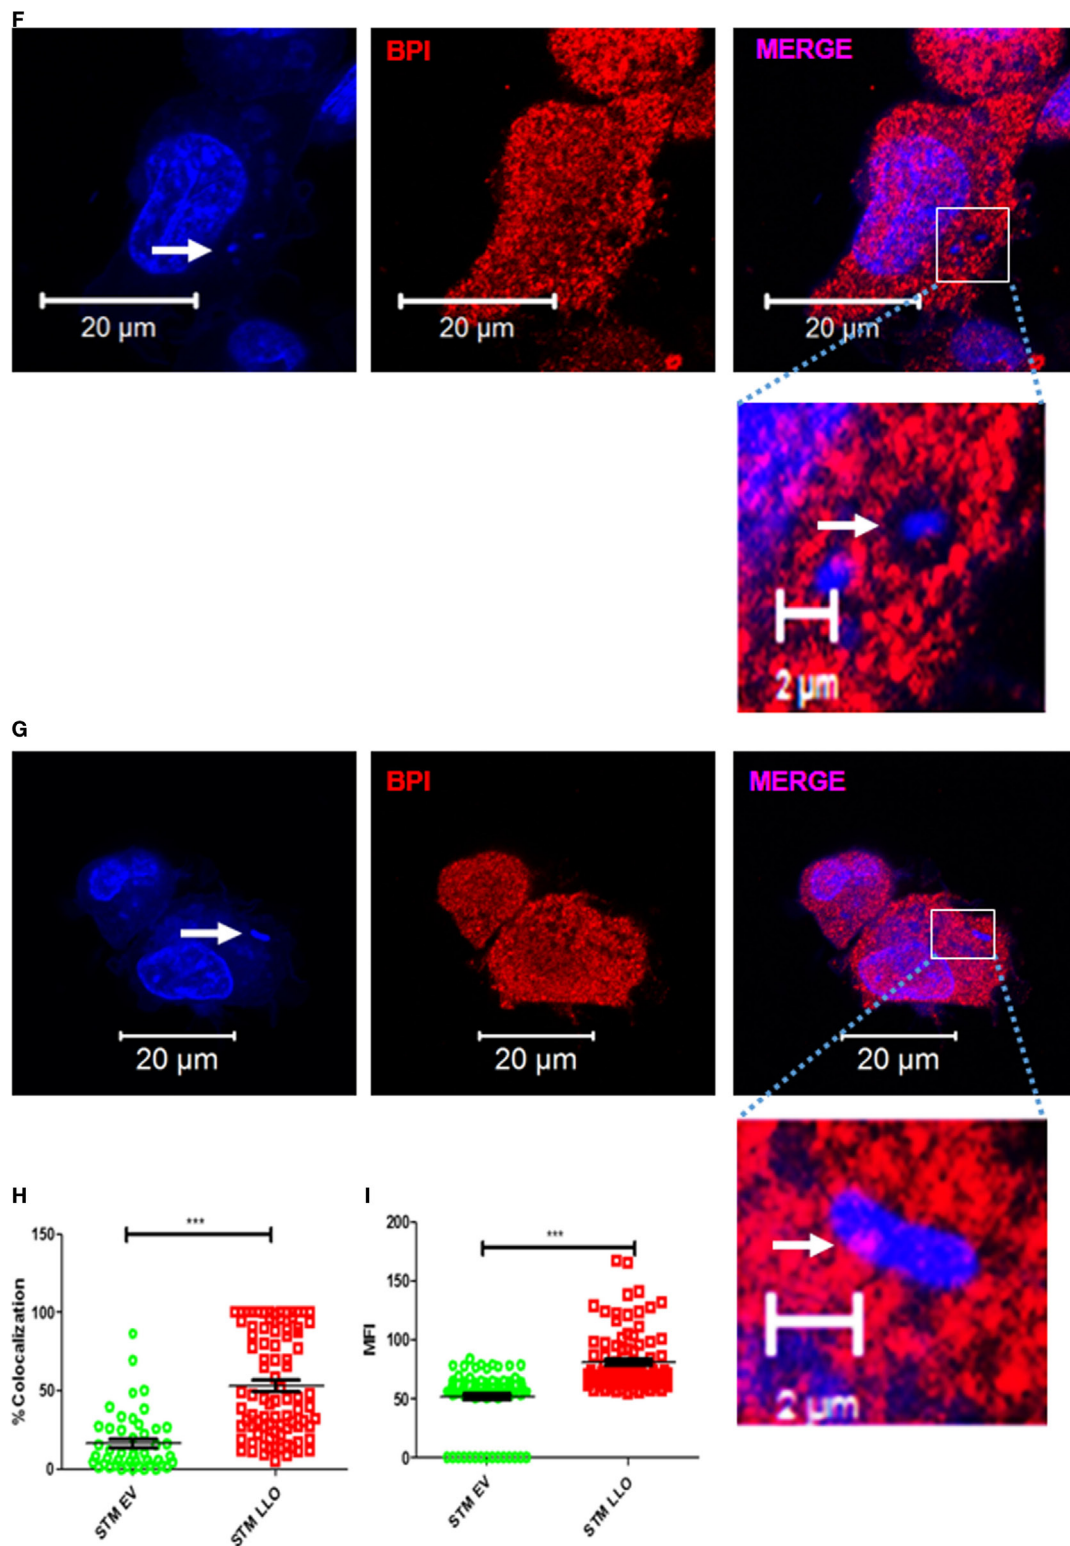 F
BPI
MERGE
20 µm
20 µm
20 µm
2 µm
G
BPI
MERGE
20 µm
20 µm
20 µm
2 µm
H
150
***
100
50
0
%Colocalization
STM EV
STM LLO
I
200
***
150
100
50
0
MFI
STM EV
STM LLO